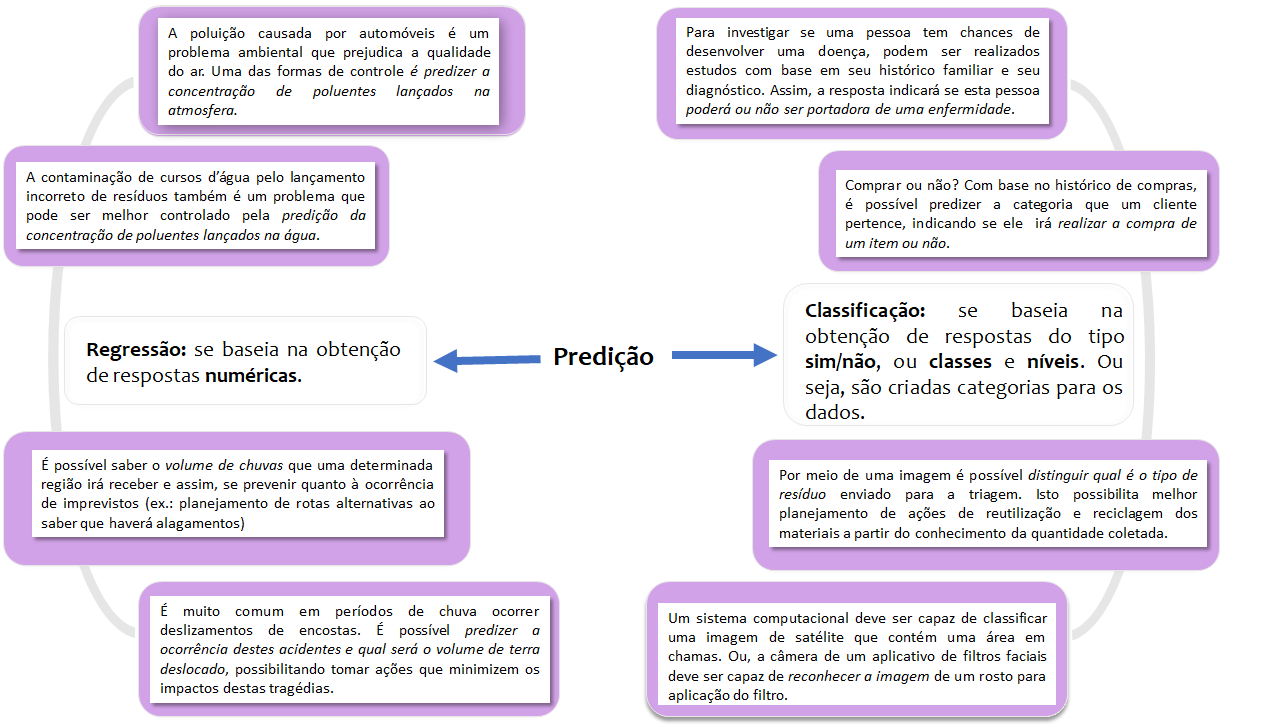 A poluição causada por automóveis é um
problema ambiental que prejudica a qualidade
do ar. Uma das formas de controle é predizer a
concentração de poluentes lançados na
atmosfera.
A contaminação de cursos d’água pelo lançamento
incorreto de resíduos também é um problema que
pode ser melhor controlado pela predição da
concentração de poluentes lançados na água.
Regressão: se baseia na obtenção
de respostas numéricas.
É possível saber o volume de chuvas que uma determinada
região irá receber e assim, se prevenir quanto à ocorrência
de imprevistos (ex.: planejamento de rotas alternativas ao
saber que haverá alagamentos)
É muito comum em períodos de chuva ocorrer
deslizamentos de encostas. É possível predizer a
ocorrência destes acidentes e qual será o volume de terra
deslocado, possibilitando tomar ações que minimizem os
impactos destas tragédias.
Predição
Para investigar se uma pessoa tem chances de
desenvolver uma doença, podem ser realizados
estudos com base em seu histórico familiar e seu
diagnóstico. Assim, a resposta indicará se esta pessoa
poderá ou não ser portadora de uma enfermidade.
Comprar ou não? Com base no histórico de compras,
é possível predizer a categoria que um cliente
pertence, indicando se ele irá realizar a compra de
um item ou não.
Classificação: se baseia na
obtenção de respostas do tipo
sim/não, ou classes e níveis. Ou
seja, são criadas categorias para os
dados.
Por meio de uma imagem é possível distinguir qual é o tipo de
resíduo enviado para a triagem. Isto possibilita melhor
planejamento de ações de reutilização e reciclagem dos
materiais a partir do conhecimento da quantidade coletada.
Um sistema computacional deve ser capaz de classificar
uma imagem de satélite que contém uma área em
chamas. Ou, a câmera de um aplicativo de filtros faciais
deve ser capaz de reconhecer a imagem de um rosto para
aplicação do filtro.